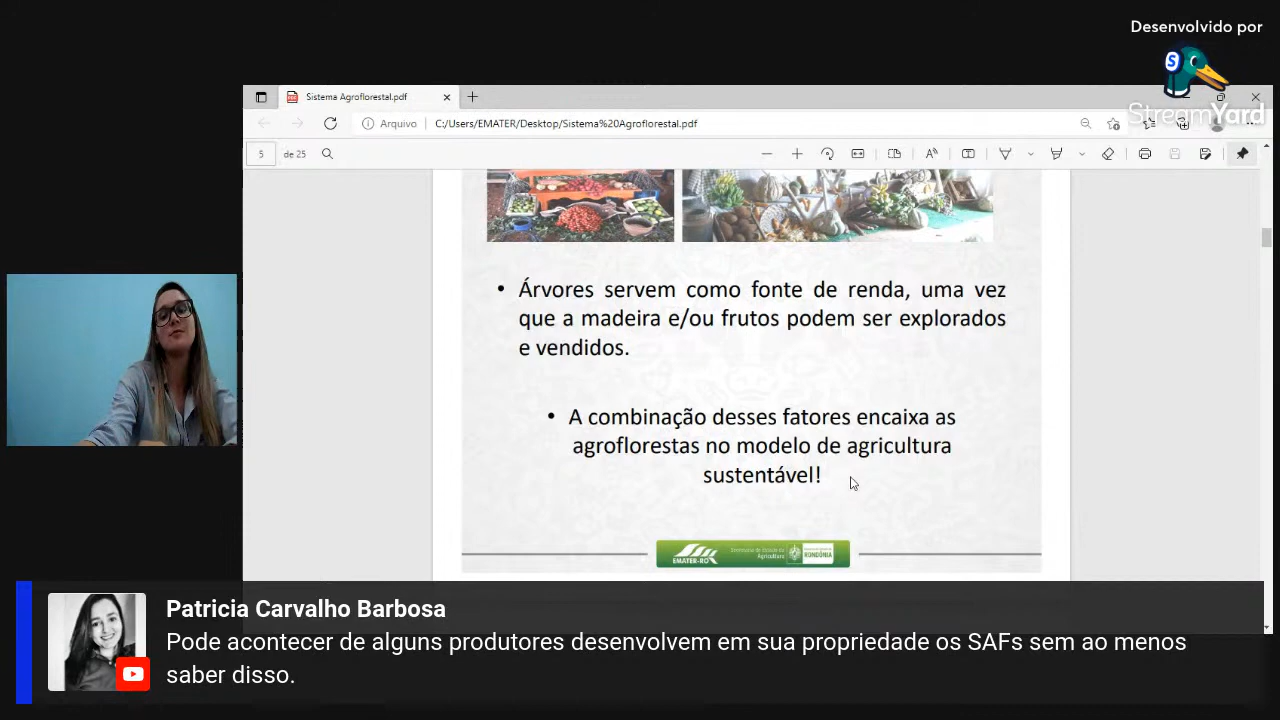 Desenvolvido por
StreamYard
Sistema Agroflorestal.pdf
Arquivo
C:/Users/EMATER/Desktop/Sistema%20Agroflorestal.pdf
5 de 25
• Árvores servem como fonte de renda, uma vez
que a madeira e/ou frutos podem ser explorados
e vendidos.
• A combinação desses fatores encaixa as
agroflorestas no modelo de agricultura
sustentável!
EMATER-RO
Agricultura
RONDÔNIA
Patricia Carvalho Barbosa
Pode acontecer de alguns produtores desenvolvem em sua propriedade os SAFs sem ao menos
saber disso.